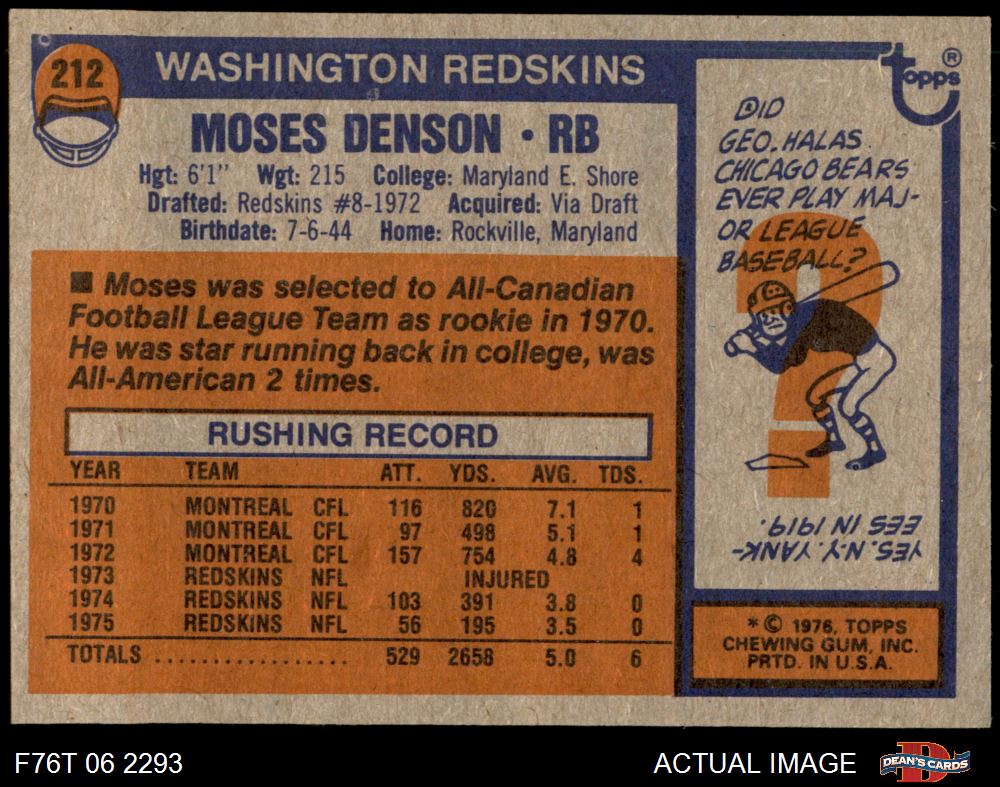 212
WASHINGTON REDSKINS
MOSES DENSON • RB
Hgt: 6'1" Wgt: 215 College: Maryland E. Shore
Drafted: Redskins #8-1972 Acquired: Via Draft
Birthdate: 7-6-44 Home: Rockville, Maryland
■ Moses was selected to All-Canadian
Football League Team as rookie in 1970.
He was star running back in college, was
All-American 2 times.
RUSHING RECORD
YEAR TEAM ATT. YDS. AVG. TDS.
1970 MONTREAL CFL 116 820 7.1 1
1971 MONTREAL CFL 97 498 5.1 1
1972 MONTREAL CFL 157 754 4.8 4
1973 REDSKINS NFL INJURED
1974 REDSKINS NFL 103 391 3.8 0
1975 REDSKINS NFL 56 195 3.5 0
TOTALS .................. 529 2658 5.0 6
Topps ®
DID
GEO. HALAS
CHICAGO BEARS
EVER PLAY MAJ-
OR LEAGUE
BASEBALL?
?
YES. N.Y. YANK-
EES IN 1919.
* © 1976, TOPPS
CHEWING GUM, INC.
PRTD. IN U.S.A.
F76T 06 2293
ACTUAL IMAGE
D
DEAN'S CARDS